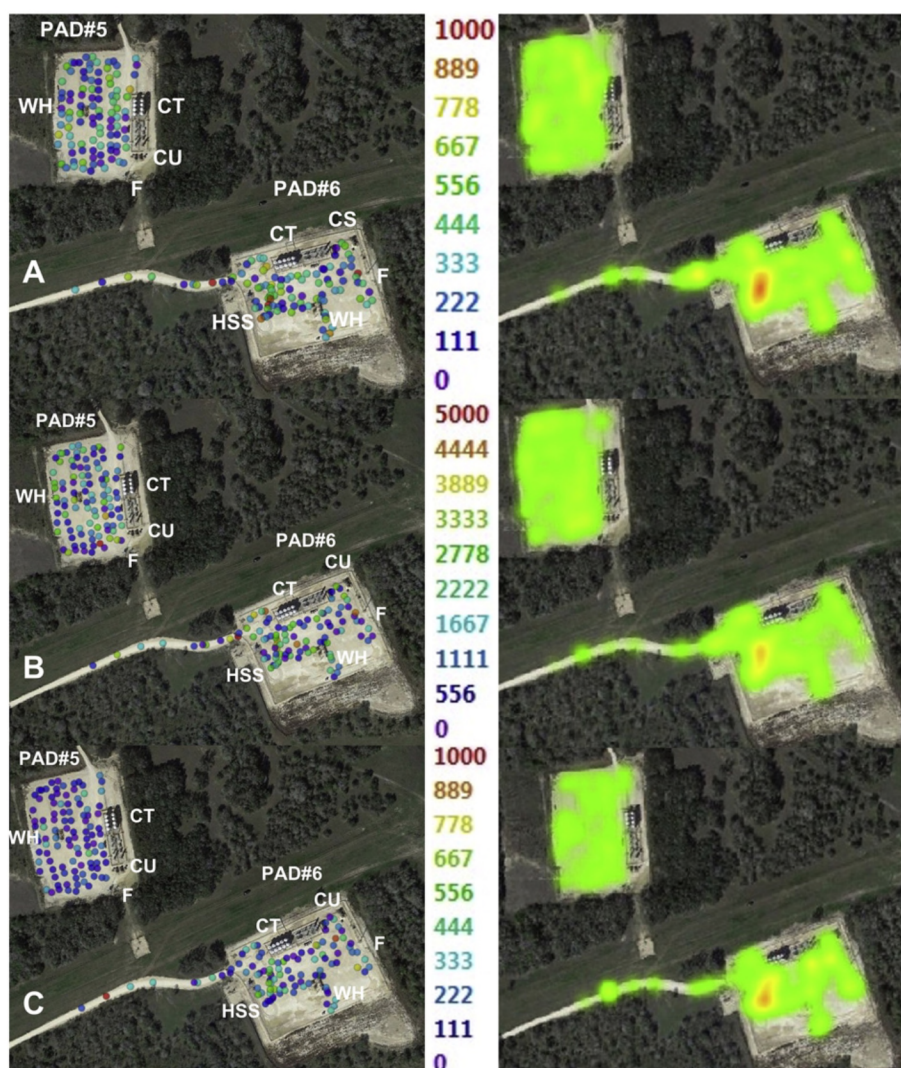 PAD#5
WH
CT
CU
F
PAD#6
CS
CT
F
A
HSS
WH
1000
889
778
667
556
444
333
222
111
0
PAD#5
WH
CT
CU
F
PAD#6
CU
CT
F
B
HSS
WH
5000
4444
3889
3333
2778
2222
1667
1111
556
0
PAD#5
WH
CT
CU
F
PAD#6
CU
CT
F
C
HSS
WH
1000
889
778
667
556
444
333
222
111
0